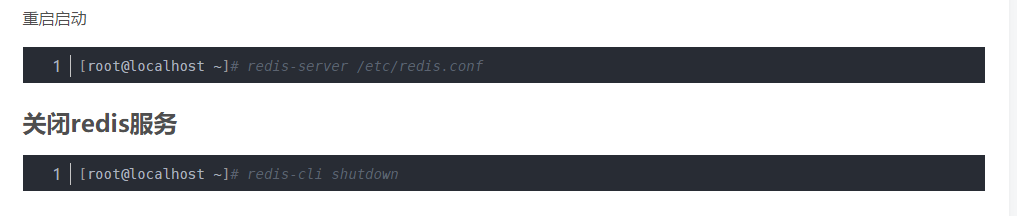 重启启动
1 [root@localhost ~]# redis-server /etc/redis.conf
关闭redis服务
1 [root@localhost ~]# redis-cli shutdown